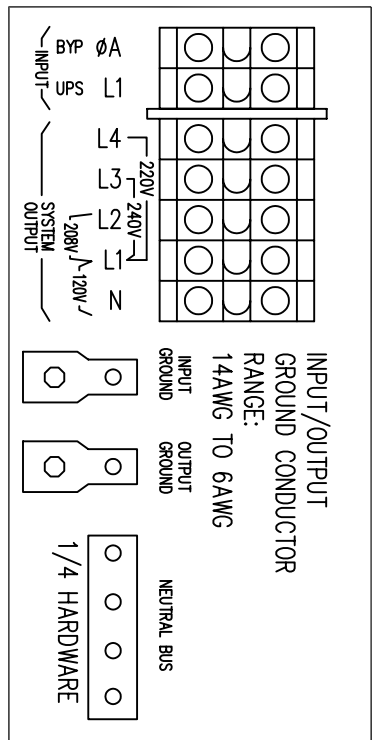 BYP ØA
UPS L1
INPUT
L4
L3
L2
L1
N
220V
240V
208V
120V
SYSTEM
OUTPUT
INPUT
GROUND
OUTPUT
GROUND
INPUT/OUTPUT
GROUND CONDUCTOR
RANGE:
14AWG TO 6AWG
NEUTRAL BUS
1/4 HARDWARE